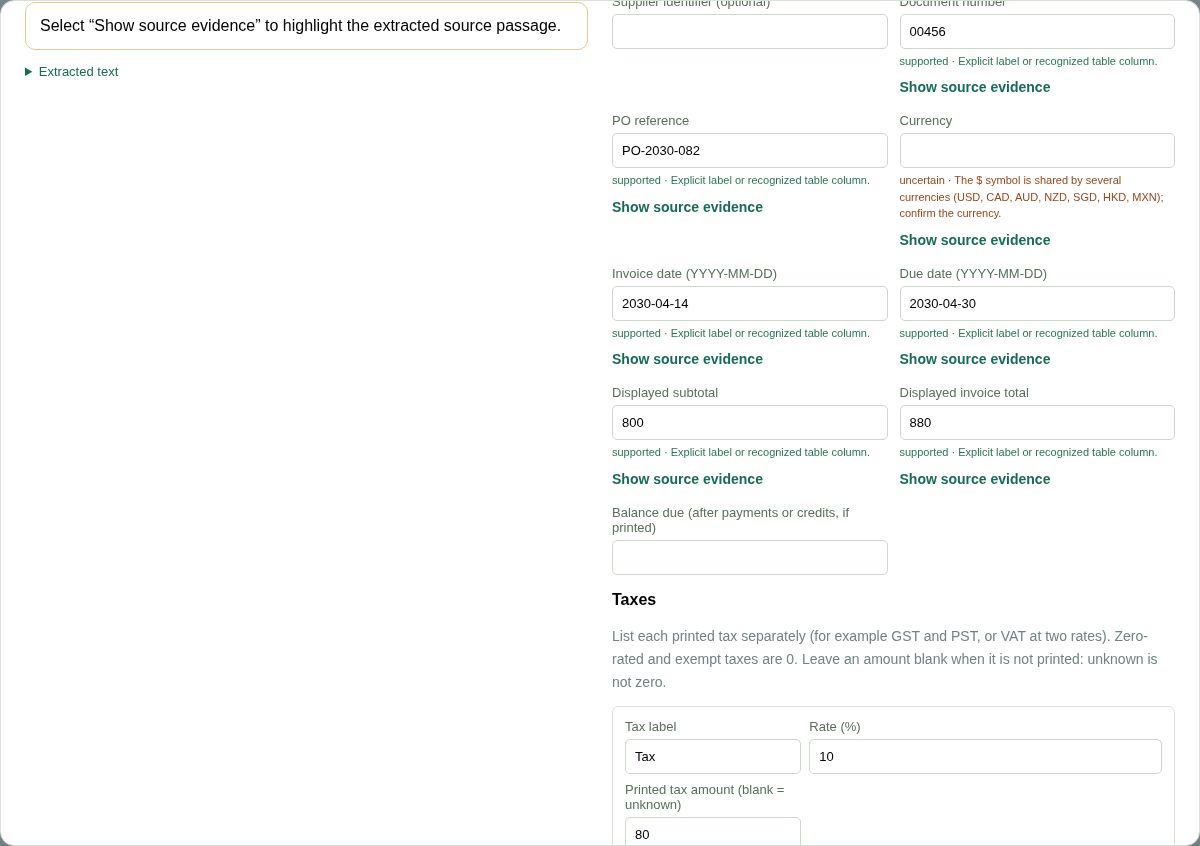 Select “Show source evidence” to highlight the extracted source passage.
Extracted text
Supplier identifier (optional)
Document number
00456
supported · Explicit label or recognized table column.
Show source evidence
PO reference
PO-2030-082
supported · Explicit label or recognized table column.
Show source evidence
Currency
uncertain · The $ symbol is shared by several
currencies (USD, CAD, AUD, NZD, SGD, HKD, MXN);
confirm the currency.
Show source evidence
Invoice date (YYYY-MM-DD)
2030-04-14
supported · Explicit label or recognized table column.
Show source evidence
Due date (YYYY-MM-DD)
2030-04-30
supported · Explicit label or recognized table column.
Show source evidence
Displayed subtotal
800
supported · Explicit label or recognized table column.
Show source evidence
Displayed invoice total
880
supported · Explicit label or recognized table column.
Show source evidence
Balance due (after payments or credits, if
printed)
Taxes
List each printed tax separately (for example GST and PST, or VAT at two rates). Zero-
rated and exempt taxes are 0. Leave an amount blank when it is not printed: unknown is
not zero.
Tax label
Tax
Rate (%)
10
Printed tax amount (blank =
unknown)
80